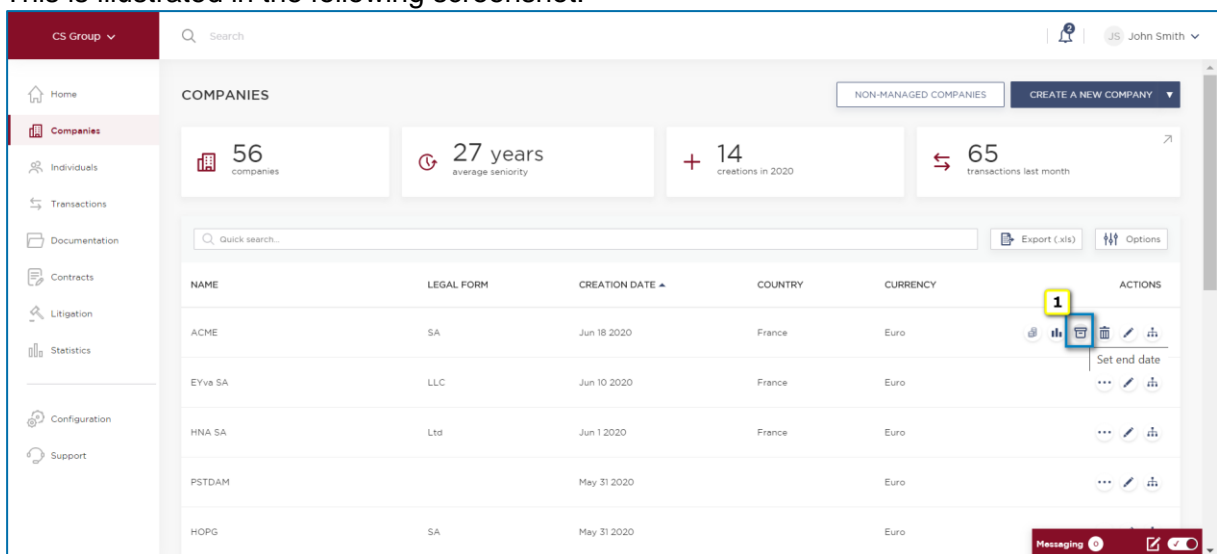 This is illustrated in the following screenshot:
CS Group
Search
2
JS John Smith
Home
Companies
Individuals
Transactions
Documentation
Contracts
Litigation
Statistics
Configuration
Support
COMPANIES
NON-MANAGED COMPANIES
CREATE A NEW COMPANY
56
companies
27 years
average seniority
14
creations in 2020
65
transactions last month
Quick search...
Export (.xls)
Options
NAME LEGAL FORM CREATION DATE COUNTRY CURRENCY ACTIONS
1
ACME SA Jun 18 2020 France Euro
Set end date
EYva SA LLC Jun 10 2020 France Euro
HNA SA Ltd Jun 1 2020 France Euro
PSTDAM May 31 2020 Euro
HOPG SA May 31 2020 Euro
Messaging 0